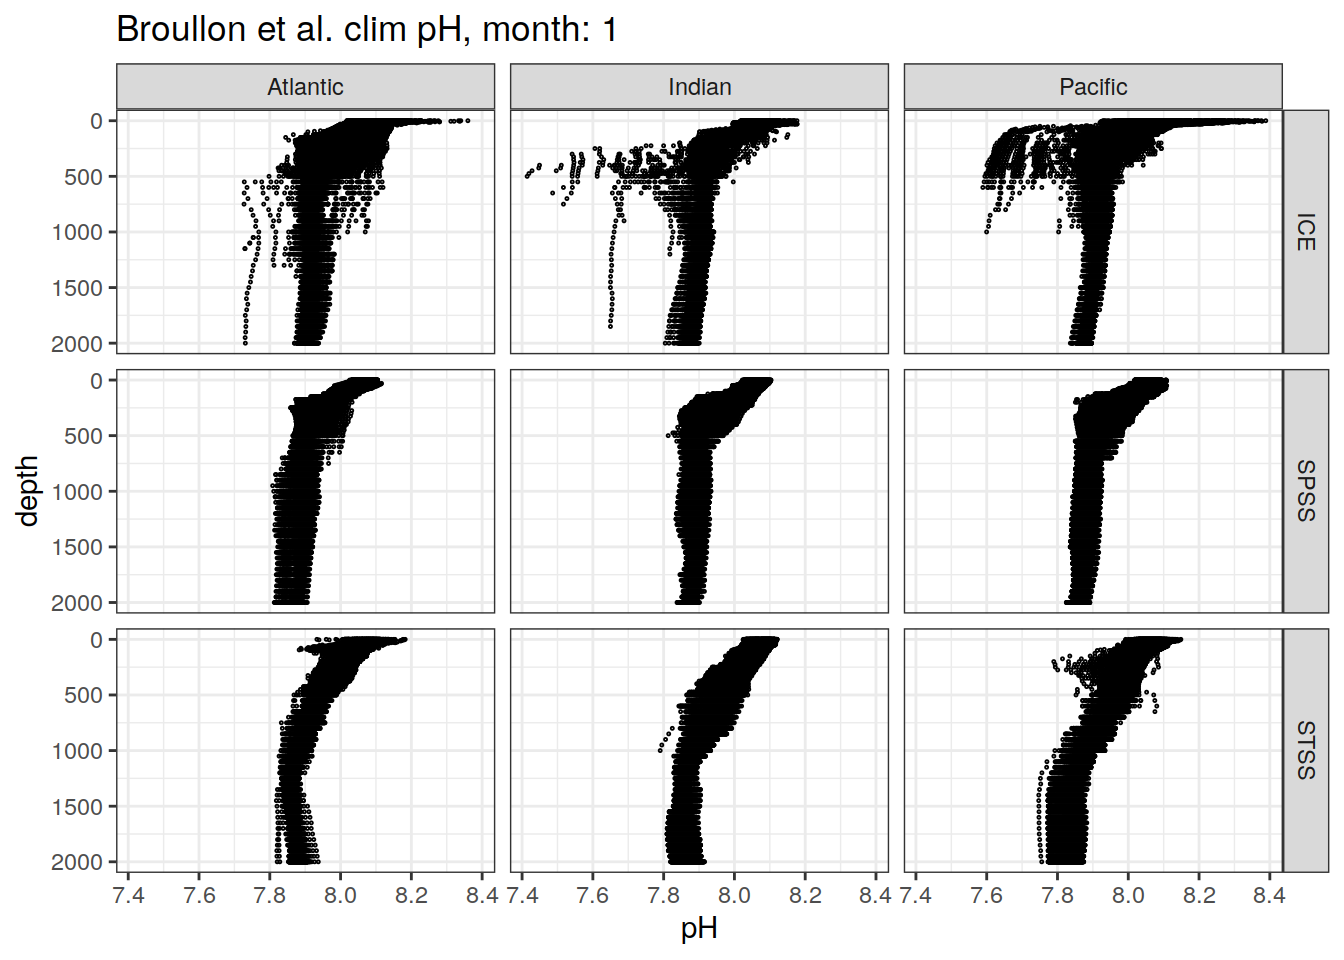 Broullon et al. clim pH, month: 1
Atlantic
Indian
Pacific
0
500
1000
1500
2000
ICE
0
500
1000
1500
2000
SPSS
0
500
1000
1500
2000
STSS
depth
7.4 7.6 7.8 8.0 8.2 8.4 7.4 7.6 7.8 8.0 8.2 8.4 7.4 7.6 7.8 8.0 8.2 8.4
pH